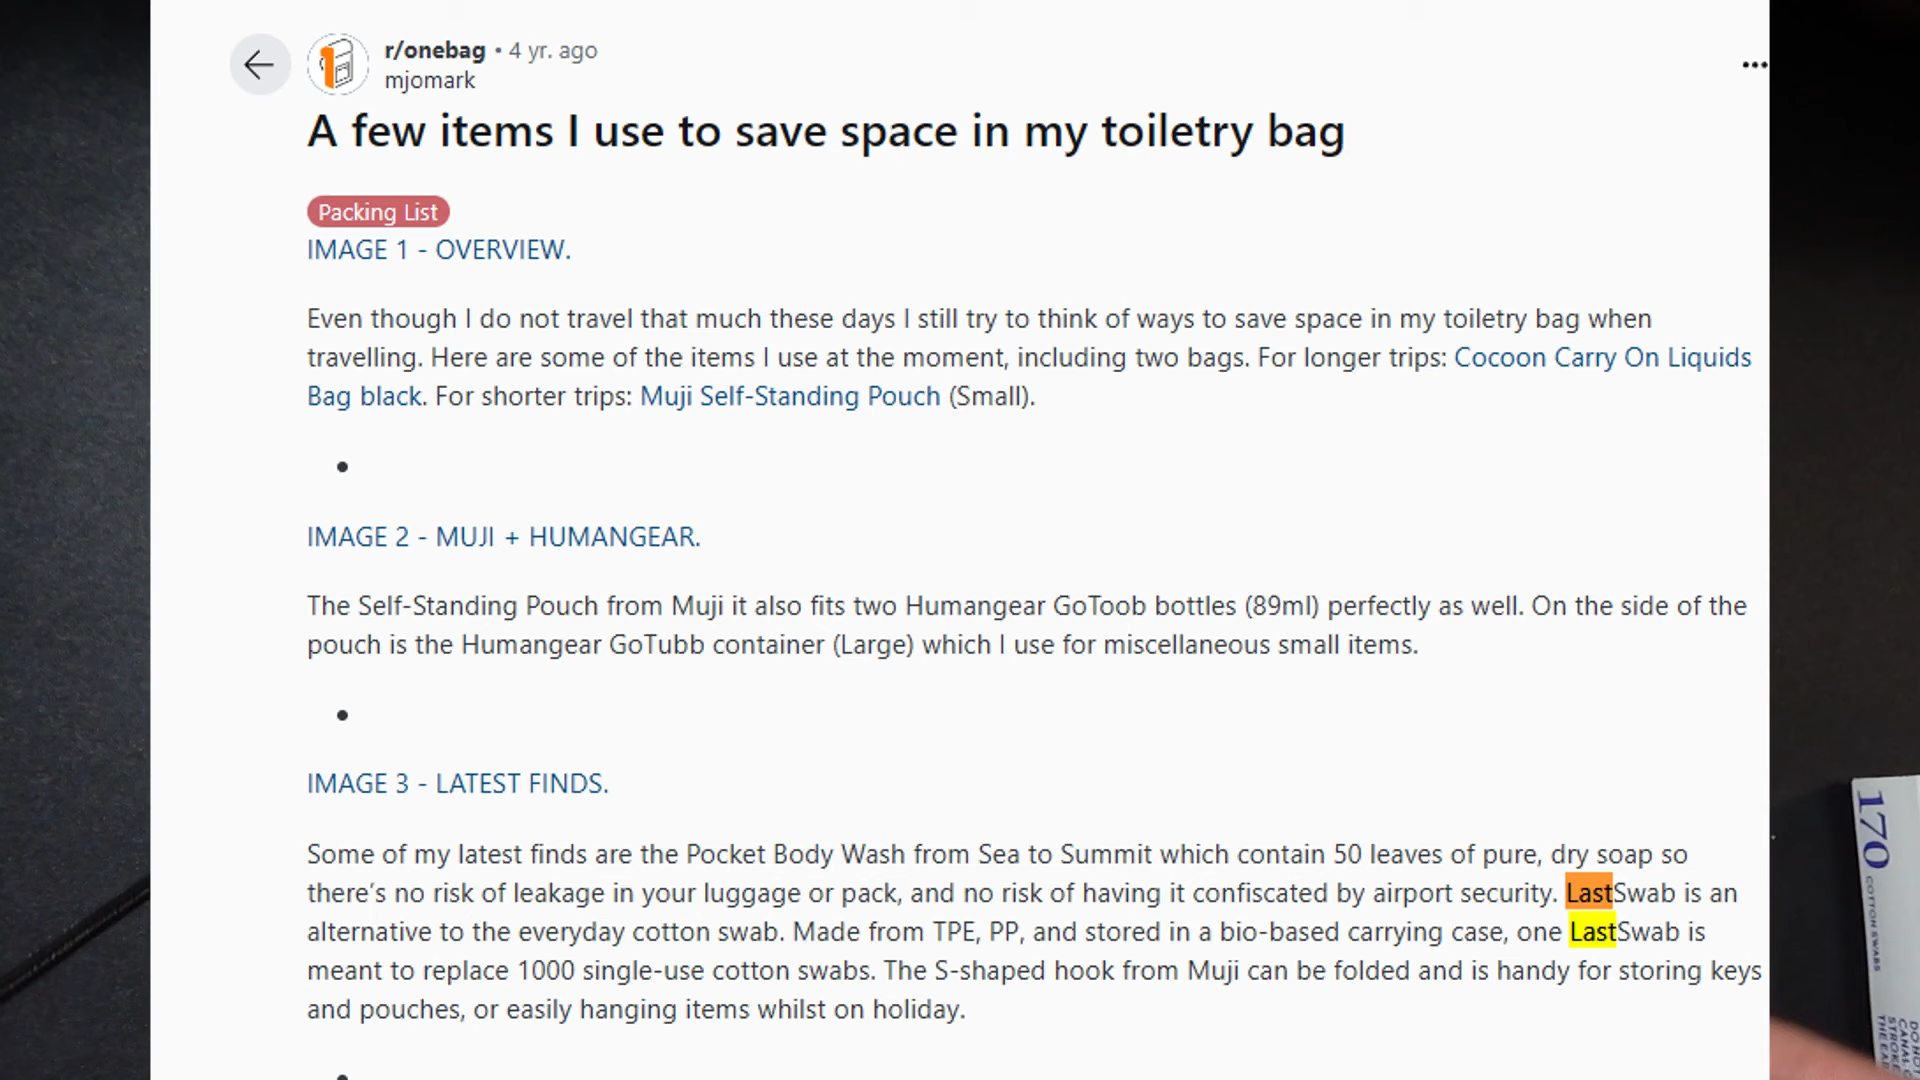 r/onebag • 4 yr. ago
mjomark
A few items I use to save space in my toiletry bag
Packing List
IMAGE 1 - OVERVIEW.
Even though I do not travel that much these days I still try to think of ways to save space in my toiletry bag when
travelling. Here are some of the items I use at the moment, including two bags. For longer trips: Cocoon Carry On Liquids
Bag black. For shorter trips: Muji Self-Standing Pouch (Small).
IMAGE 2 - MUJI + HUMANGEAR.
The Self-Standing Pouch from Muji it also fits two Humangear GoToob bottles (89ml) perfectly as well. On the side of the
pouch is the Humangear GoTubb container (Large) which I use for miscellaneous small items.
IMAGE 3 - LATEST FINDS.
Some of my latest finds are the Pocket Body Wash from Sea to Summit which contain 50 leaves of pure, dry soap so
there's no risk of leakage in your luggage or pack, and no risk of having it confiscated by airport security. LastSwab is an
alternative to the everyday cotton swab. Made from TPE, PP, and stored in a bio-based carrying case, one LastSwab is
meant to replace 1000 single-use cotton swabs. The S-shaped hook from Muji can be folded and is handy for storing keys
and pouches, or easily hanging items whilst on holiday.
170 COTTON SWABS